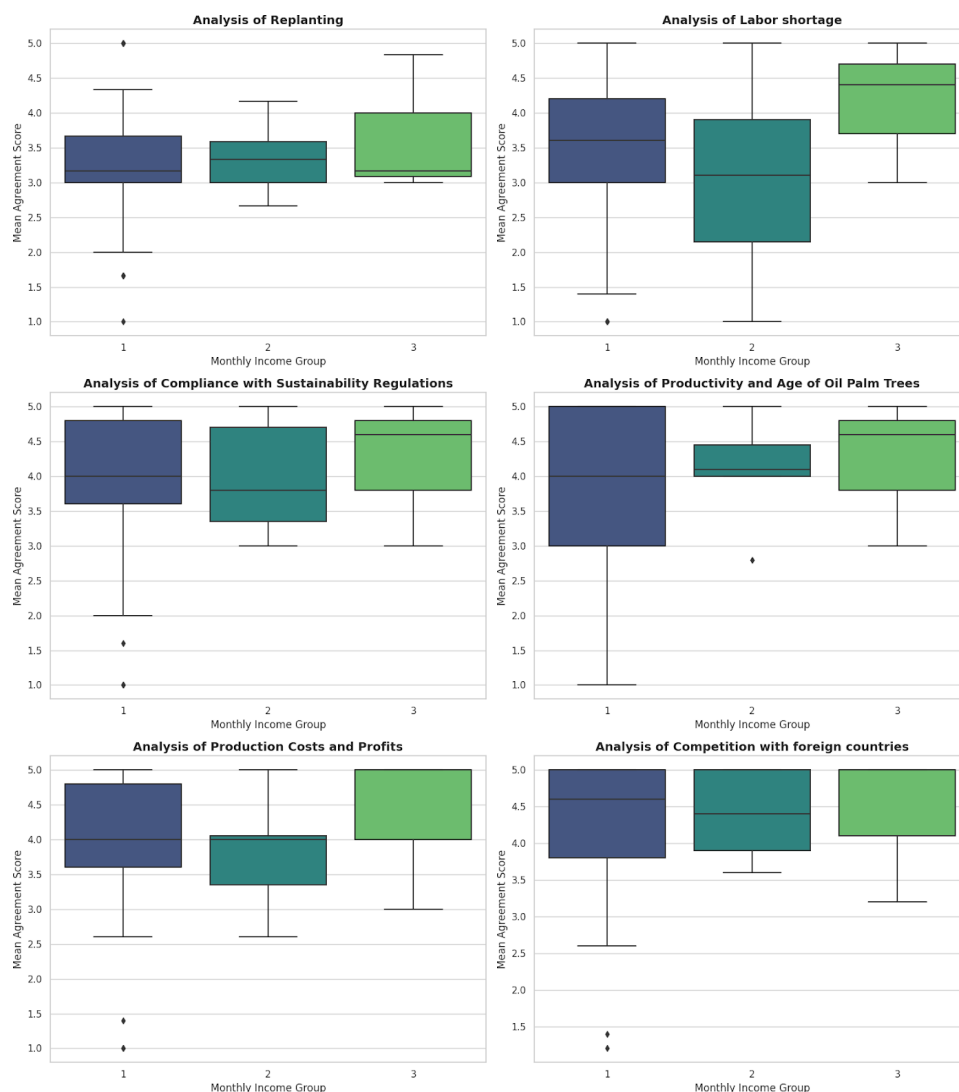 Analysis of Replanting
Mean Agreement Score
5.0
4.5
4.0
3.5
3.0
2.5
2.0
1.5
1.0
1 2 3
Monthly Income Group
Analysis of Labor shortage
Mean Agreement Score
5.0
4.5
4.0
3.5
3.0
2.5
2.0
1.5
1.0
1 2 3
Monthly Income Group
Analysis of Compliance with Sustainability Regulations
Mean Agreement Score
5.0
4.5
4.0
3.5
3.0
2.5
2.0
1.5
1.0
1 2 3
Monthly Income Group
Analysis of Productivity and Age of Oil Palm Trees
Mean Agreement Score
5.0
4.5
4.0
3.5
3.0
2.5
2.0
1.5
1.0
1 2 3
Monthly Income Group
Analysis of Production Costs and Profits
Mean Agreement Score
5.0
4.5
4.0
3.5
3.0
2.5
2.0
1.5
1.0
1 2 3
Monthly Income Group
Analysis of Competition with foreign countries
Mean Agreement Score
5.0
4.5
4.0
3.5
3.0
2.5
2.0
1.5
1 2 3
Monthly Income Group